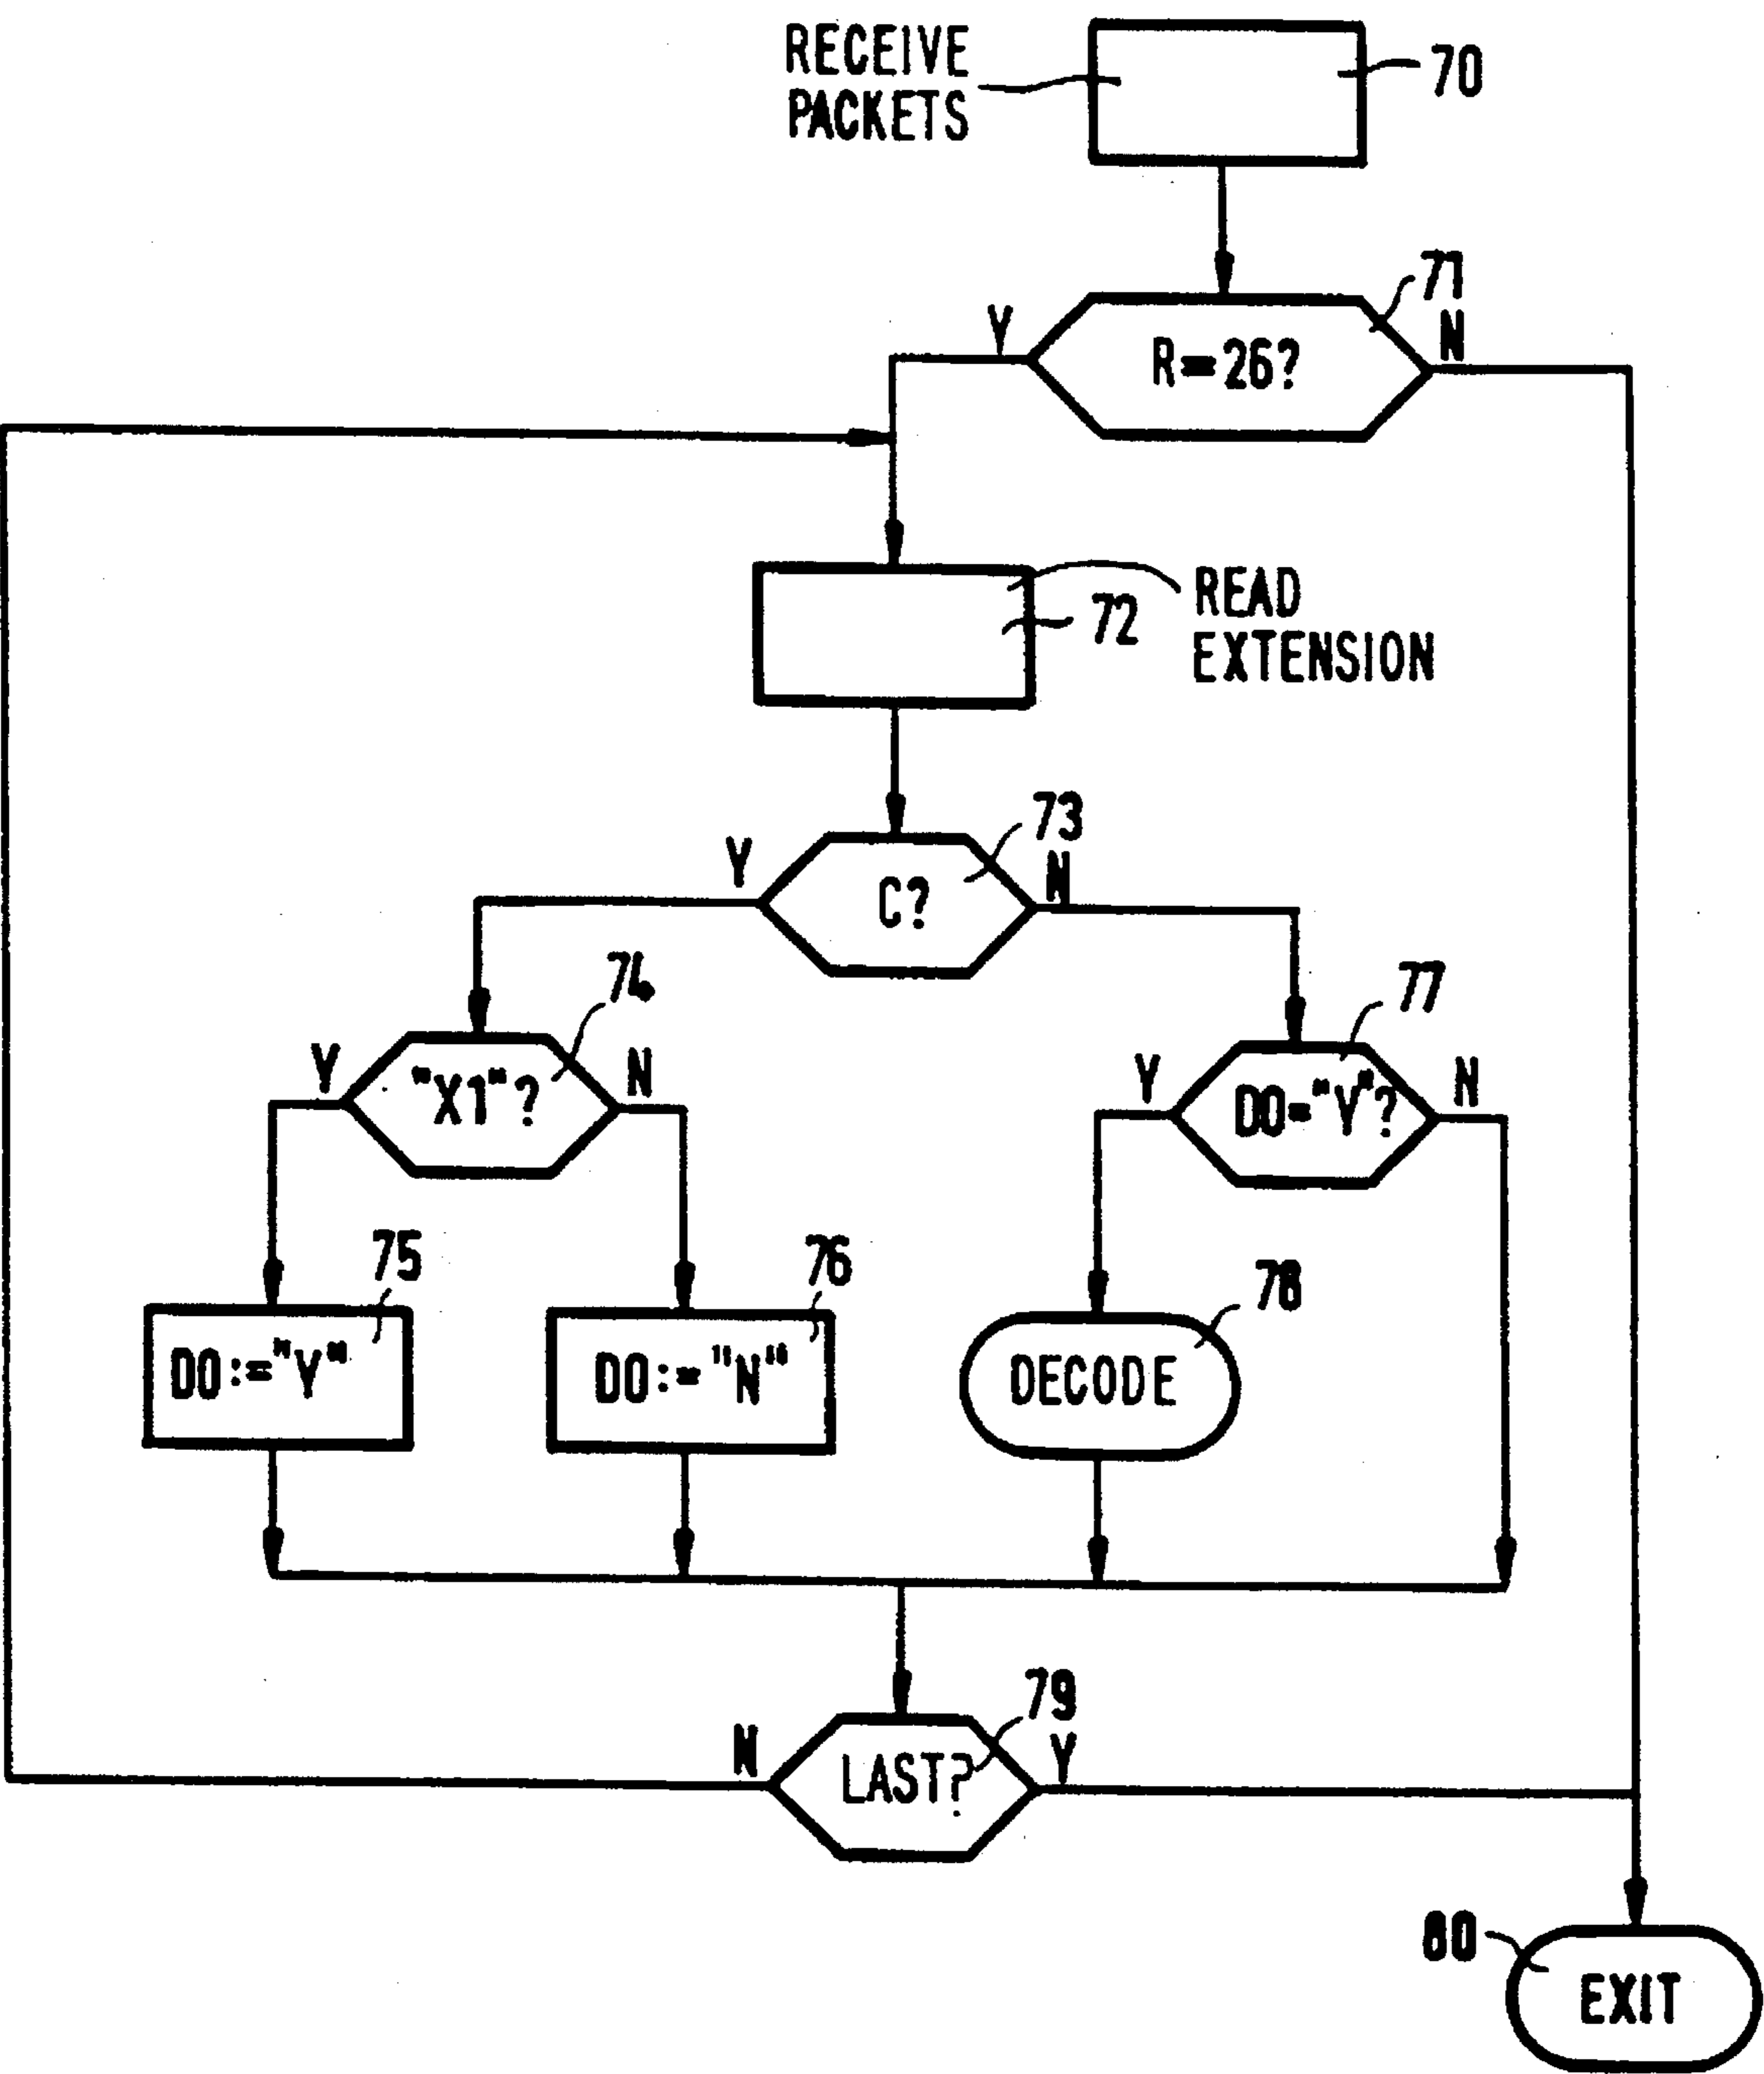 RECEIVE
PACKETS
70
71
Y
N
R=26?
72
READ
EXTENSION
73
Y
N
C?
74
77
Y
"X1"?
N
Y
DO="Y"?
N
75
76
78
DO:="Y"
DO:="N"
DECODE
79
N
Y
LAST?
80
EXIT